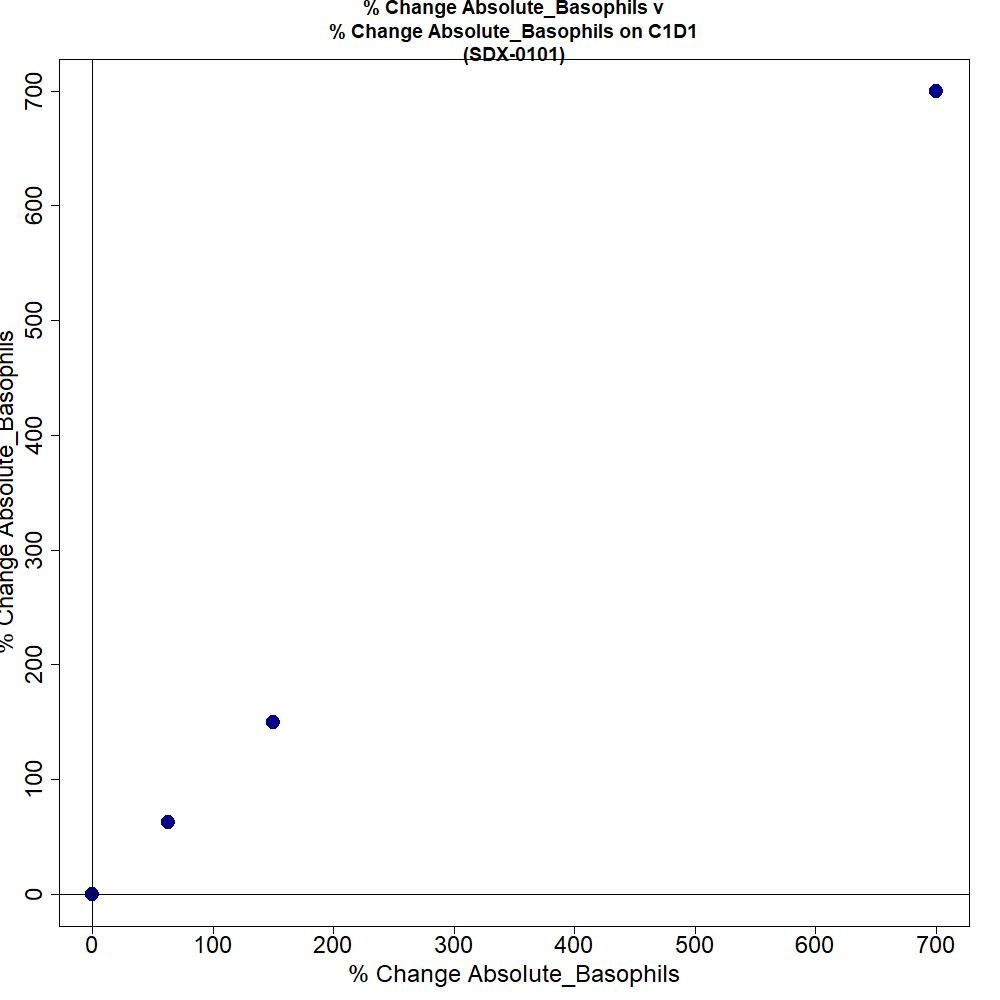 % Change Absolute_Basophils v
% Change Absolute_Basophils on C1D1
(SDX-0101)
% Change Absolute_Basophils
700
600
500
400
300
200
100
0
0 100 200 300 400 500 600 700
% Change Absolute_Basophils